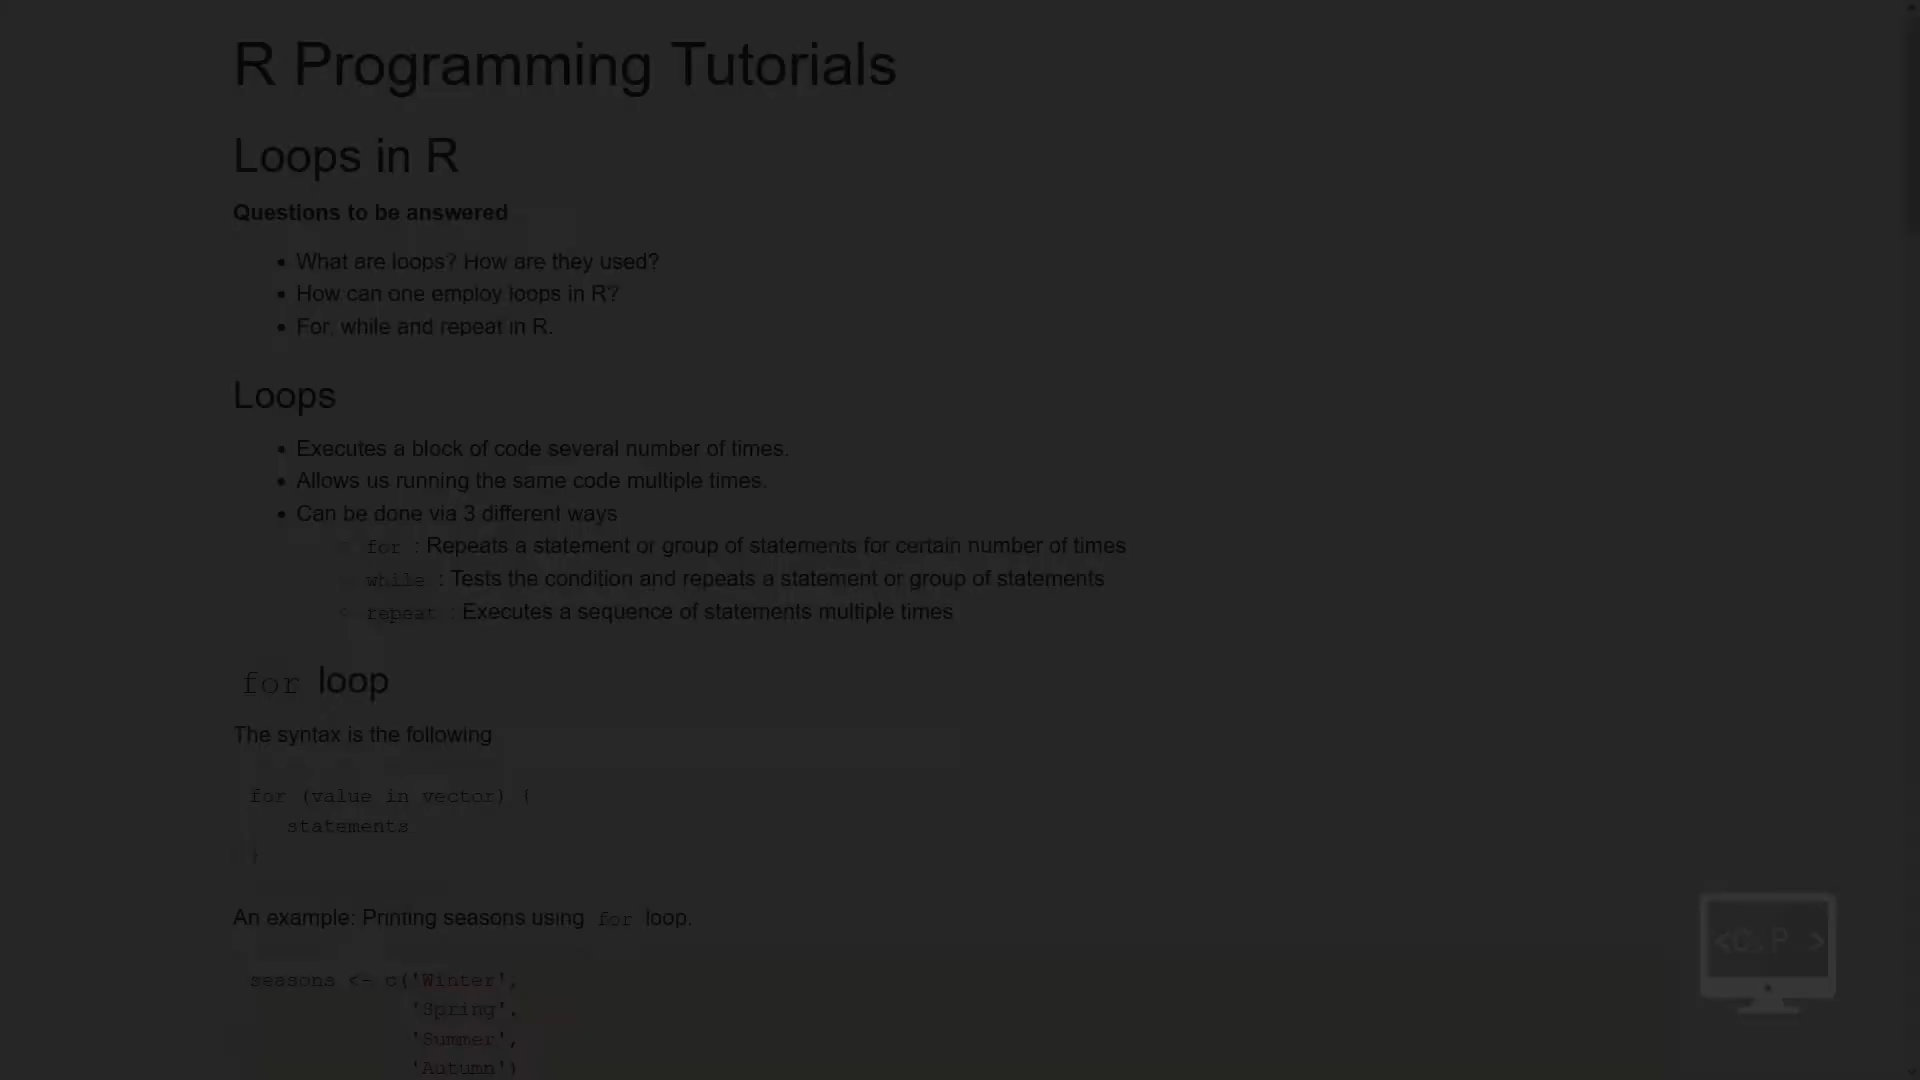 R Programming Tutorials
Loops in R
Questions to be answered
• What are loops? How are they used?
• How can one employ loops in R?
• For, while and repeat in R.
Loops
• Executes a block of code several number of times.
• Allows us running the same code multiple times.
• Can be done via 3 different ways
○ for : Repeats a statement or group of statements for certain number of times
○ while : Tests the condition and repeats a statement or group of statements
○ repeat : Executes a sequence of statements multiple times
for loop
The syntax is the following
for (value in vector) {
statements
}
An example: Printing seasons using for loop.
seasons <- c('Winter',
'Spring',
'Summer',
'Autumn')